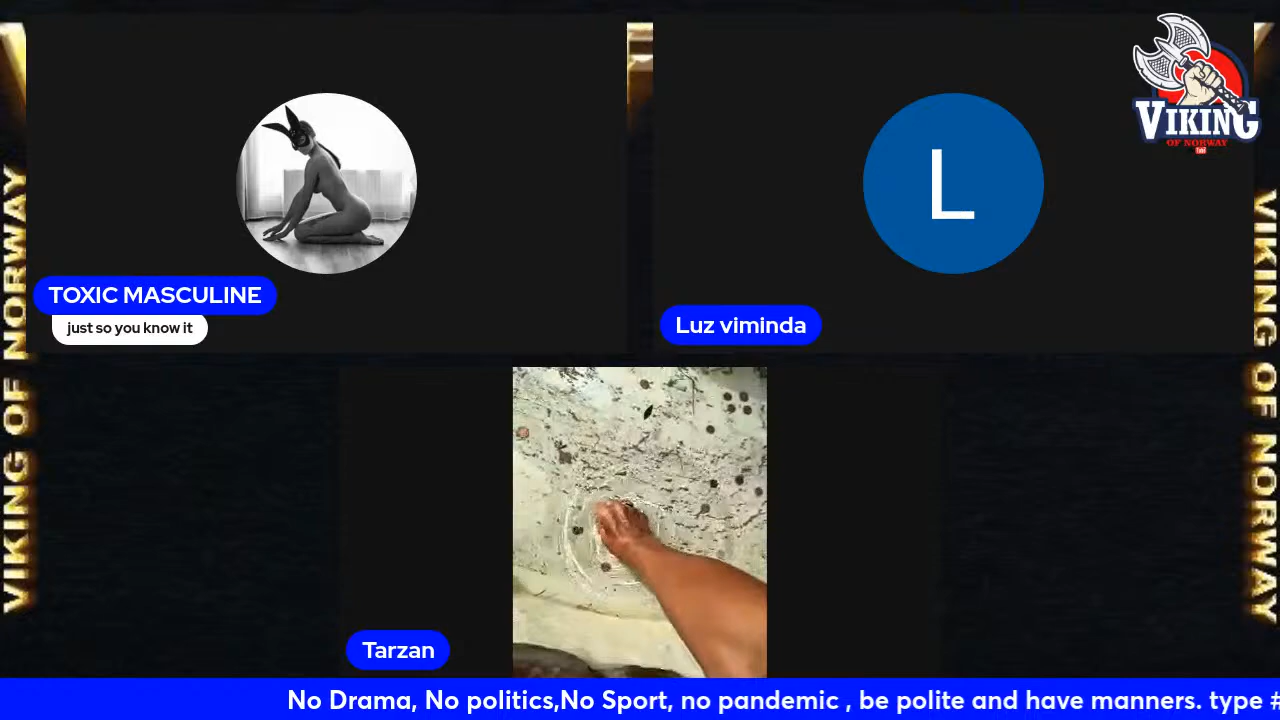 VIKING
OF NORWAY
L
VIKING OF NORWAY
VIKING OF NORWAY
TOXIC MASCULINE
just so you know it
Luz viminda
Tarzan
No Drama, No politics,No Sport, no pandemic , be polite and have manners. type #